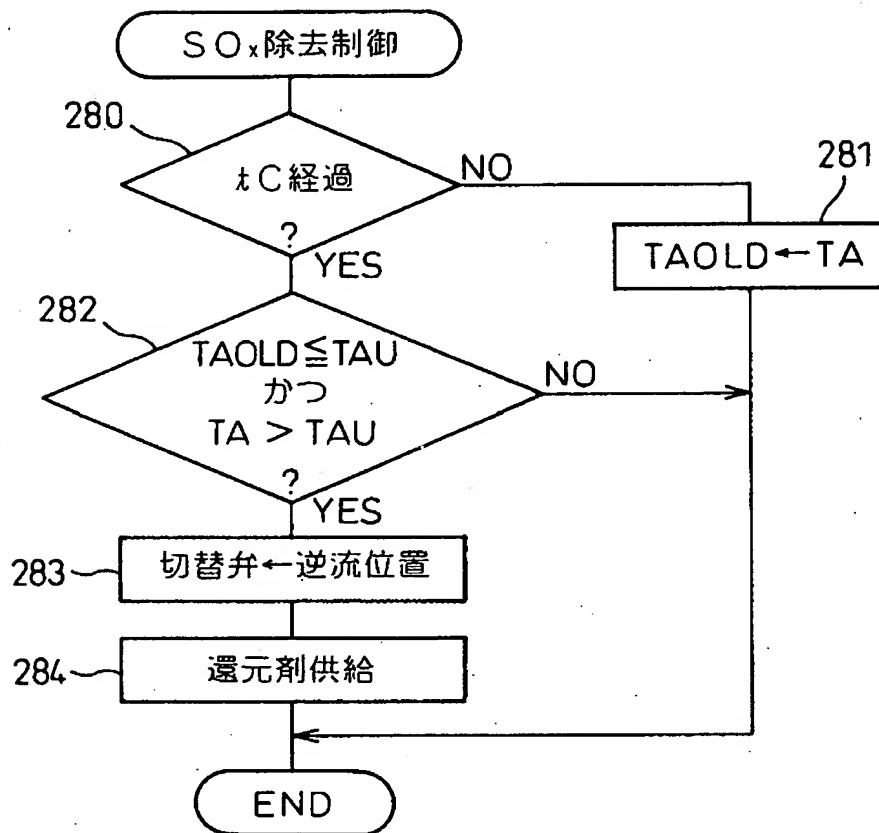 SOx除去制御
280
tC経過
?
NO
YES
281
TAOLD←TA
282
TAOLD≦TAU
かつ
TA > TAU
?
NO
YES
283
切替弁←逆流位置
284
還元剤供給
END